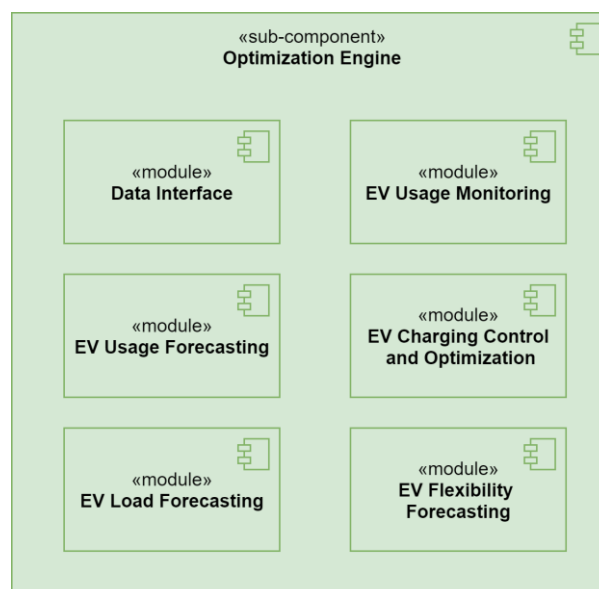 «sub-component»
Optimization Engine
«module»
Data Interface
«module»
EV Usage Monitoring
«module»
EV Usage Forecasting
«module»
EV Charging Control
and Optimization
«module»
EV Load Forecasting
«module»
EV Flexibility
Forecasting